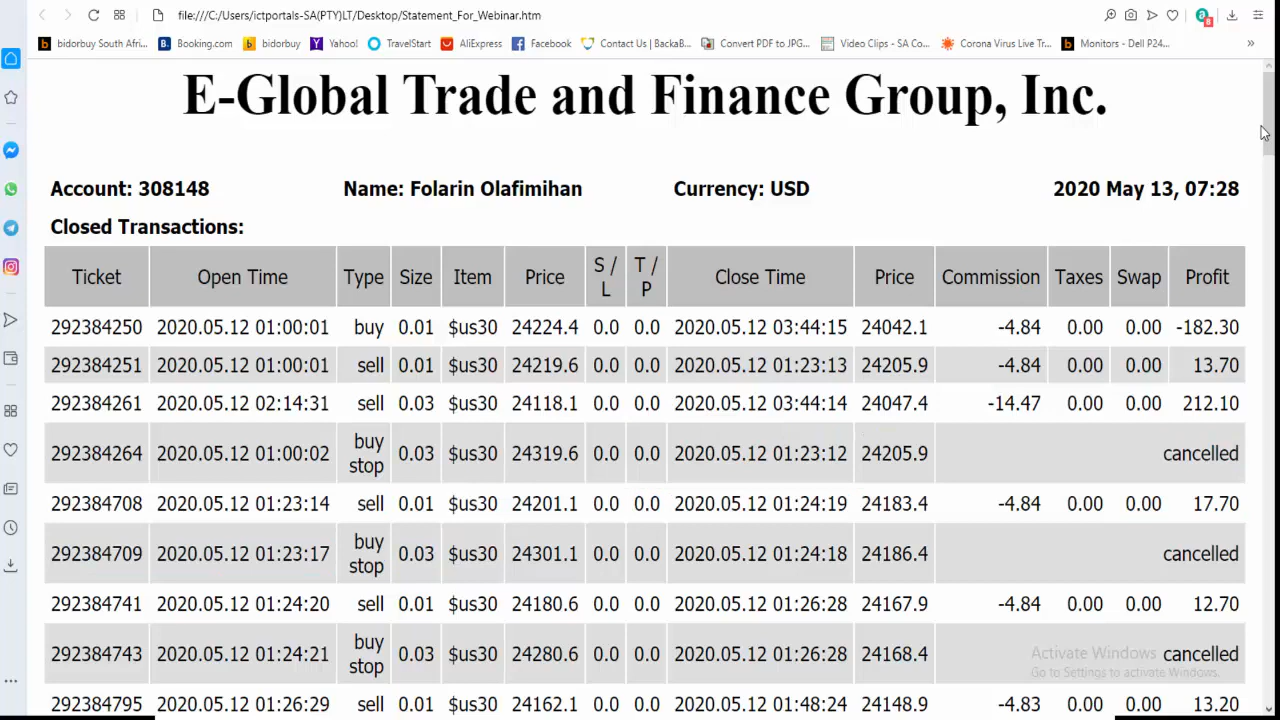 file:///C:/Users/ictportals-SA(PTY)LT/Desktop/Statement_For_Webinar.htm
8
bidorbuy South Afri... Booking.com bidorbuy Yahoo! TravelStart AliExpress Facebook Contact Us | BackaB... Convert PDF to JPG... Video Clips - SA Co... Corona Virus Live Tr... Monitors - Dell P24... »
E-Global Trade and Finance Group, Inc.
Account: 308148 Name: Folarin Olafimihan Currency: USD 2020 May 13, 07:28
Closed Transactions:
Ticket Open Time Type Size Item Price S / L T / P Close Time Price Commission Taxes Swap Profit
292384250 2020.05.12 01:00:01 buy 0.01 $us30 24224.4 0.0 0.0 2020.05.12 03:44:15 24042.1 -4.84 0.00 0.00 -182.30
292384251 2020.05.12 01:00:01 sell 0.01 $us30 24219.6 0.0 0.0 2020.05.12 01:23:13 24205.9 -4.84 0.00 0.00 13.70
292384261 2020.05.12 02:14:31 sell 0.03 $us30 24118.1 0.0 0.0 2020.05.12 03:44:14 24047.4 -14.47 0.00 0.00 212.10
292384264 2020.05.12 01:00:02 buy stop 0.03 $us30 24319.6 0.0 0.0 2020.05.12 01:23:12 24205.9 cancelled
292384708 2020.05.12 01:23:14 sell 0.01 $us30 24201.1 0.0 0.0 2020.05.12 01:24:19 24183.4 -4.84 0.00 0.00 17.70
292384709 2020.05.12 01:23:17 buy stop 0.03 $us30 24301.1 0.0 0.0 2020.05.12 01:24:18 24186.4 cancelled
292384741 2020.05.12 01:24:20 sell 0.01 $us30 24180.6 0.0 0.0 2020.05.12 01:26:28 24167.9 -4.84 0.00 0.00 12.70
292384743 2020.05.12 01:24:21 buy stop 0.03 $us30 24280.6 0.0 0.0 2020.05.12 01:26:28 24168.4 cancelled
Activate Windows
Go to Settings to activate Windows.
292384795 2020.05.12 01:26:29 sell 0.01 $us30 24162.1 0.0 0.0 2020.05.12 01:48:24 24148.9 -4.83 0.00 0.00 13.20